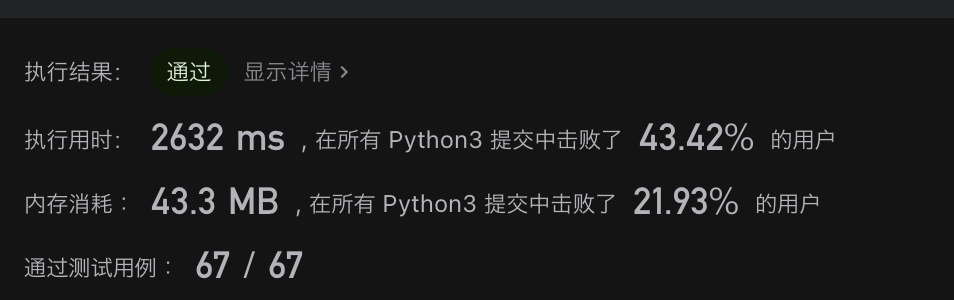 执行结果： 通过 显示详情 >
执行用时： 2632 ms ，在所有 Python3 提交中击败了 43.42% 的用户
内存消耗： 43.3 MB ，在所有 Python3 提交中击败了 21.93% 的用户
通过测试用例： 67 / 67